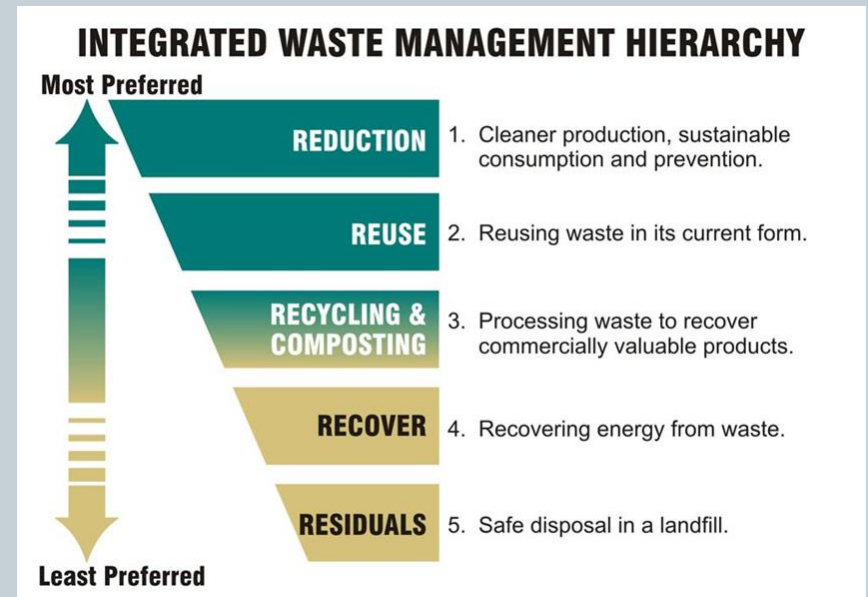 INTEGRATED WASTE MANAGEMENT HIERARCHY
Most Preferred
REDUCTION
1. Cleaner production, sustainable
consumption and prevention.
REUSE
2. Reusing waste in its current form.
RECYCLING &
COMPOSTING
3. Processing waste to recover
commercially valuable products.
RECOVER
4. Recovering energy from waste.
RESIDUALS
5. Safe disposal in a landfill.
Least Preferred